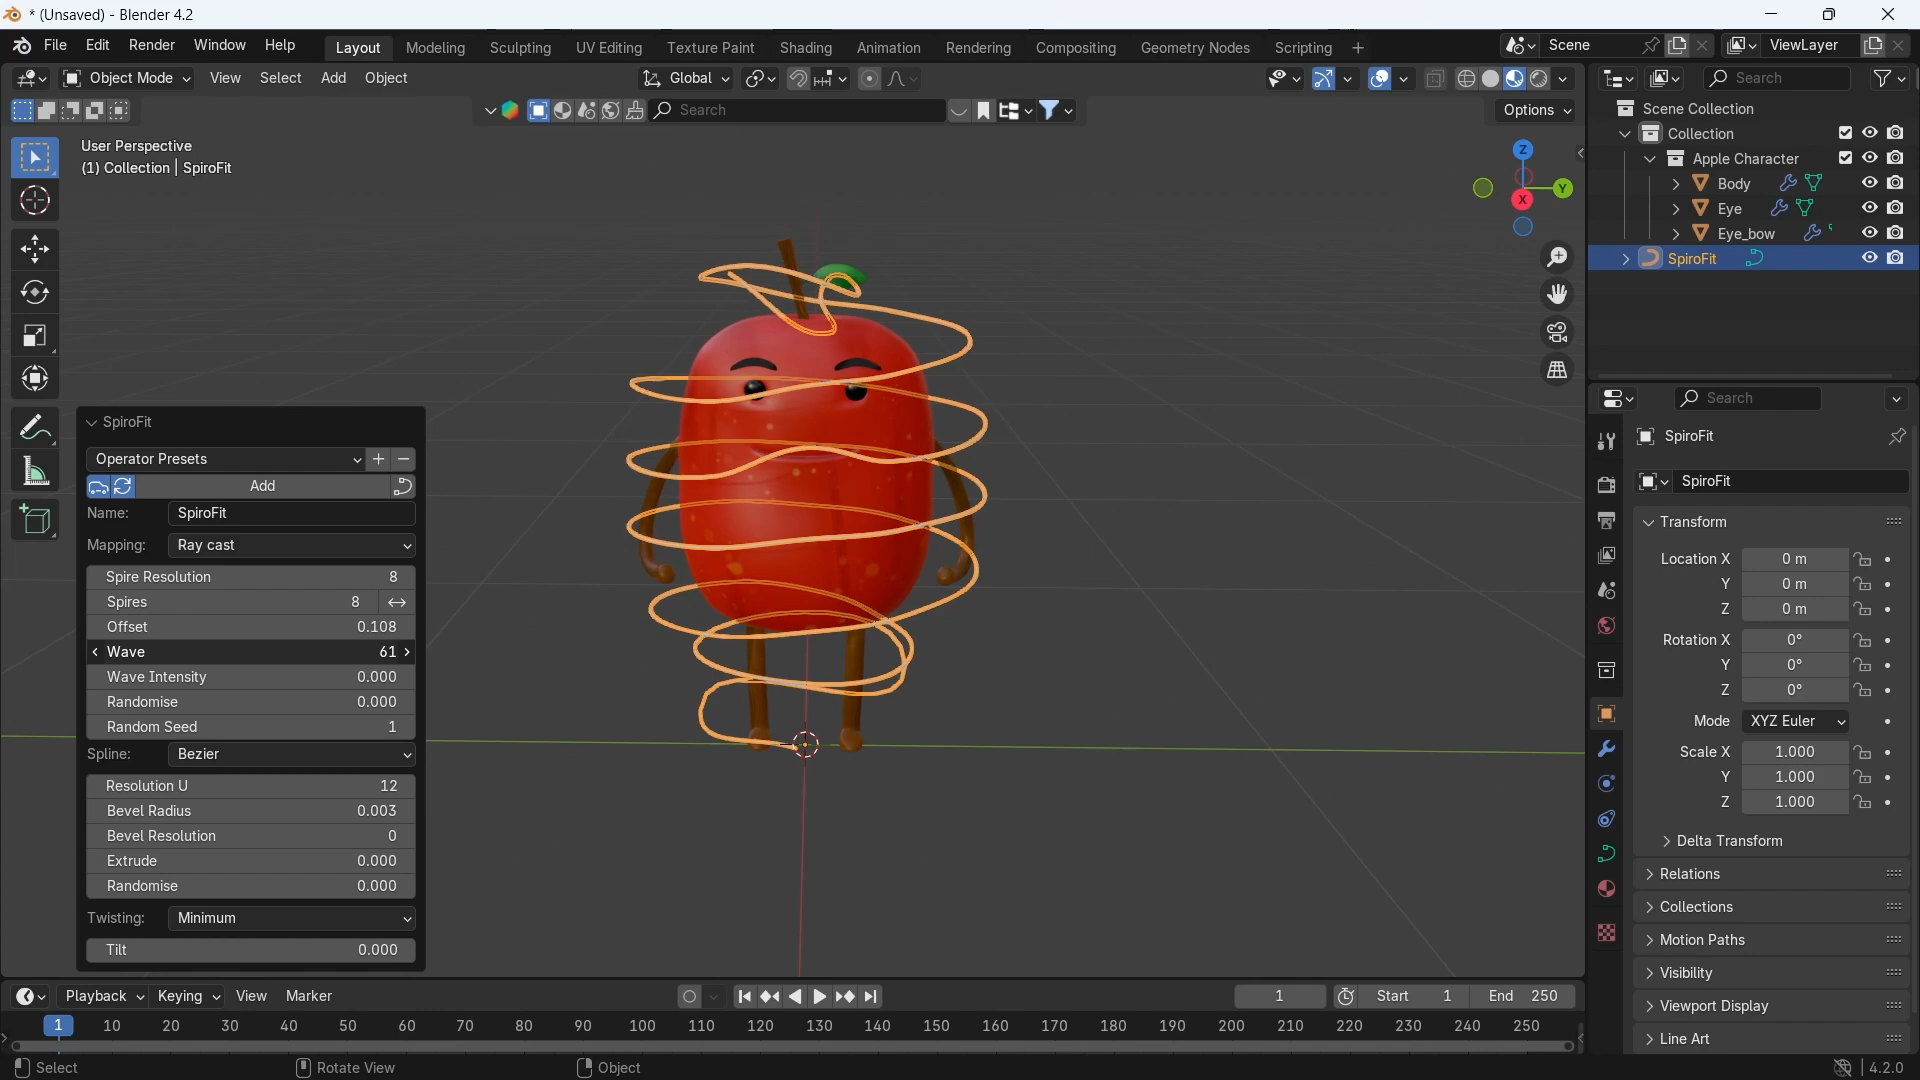 * (Unsaved) - Blender 4.2
File Edit Render Window Help
Layout Modeling Sculpting UV Editing Texture Paint Shading Animation Rendering Compositing Geometry Nodes Scripting +
Scene
ViewLayer
Object Mode View Select Add Object
Global
Search
Search
Options
User Perspective
(1) Collection | SpiroFit
Z
Y
X
Scene Collection
Collection
Apple Character
Body
Eye
Eye_bow
SpiroFit
SpiroFit
Operator Presets
Add
Name: SpiroFit
Mapping: Ray cast
Spire Resolution 8
Spires 8
Offset 0.108
Wave 61
Wave Intensity 0.000
Randomise 0.000
Random Seed 1
Spline: Bezier
Resolution U 12
Bevel Radius 0.003
Bevel Resolution 0
Extrude 0.000
Randomise 0.000
Twisting: Minimum
Tilt 0.000
Search
SpiroFit
SpiroFit
Transform
Location X 0 m
Y 0 m
Z 0 m
Rotation X 0°
Y 0°
Z 0°
Mode XYZ Euler
Scale X 1.000
Y 1.000
Z 1.000
Delta Transform
Relations
Collections
Motion Paths
Visibility
Viewport Display
Line Art
Playback Keying View Marker
1
Start 1
End 250
1 10 20 30 40 50 60 70 80 90 100 110 120 130 140 150 160 170 180 190 200 210 220 230 240 250
Select Rotate View Object
4.2.0